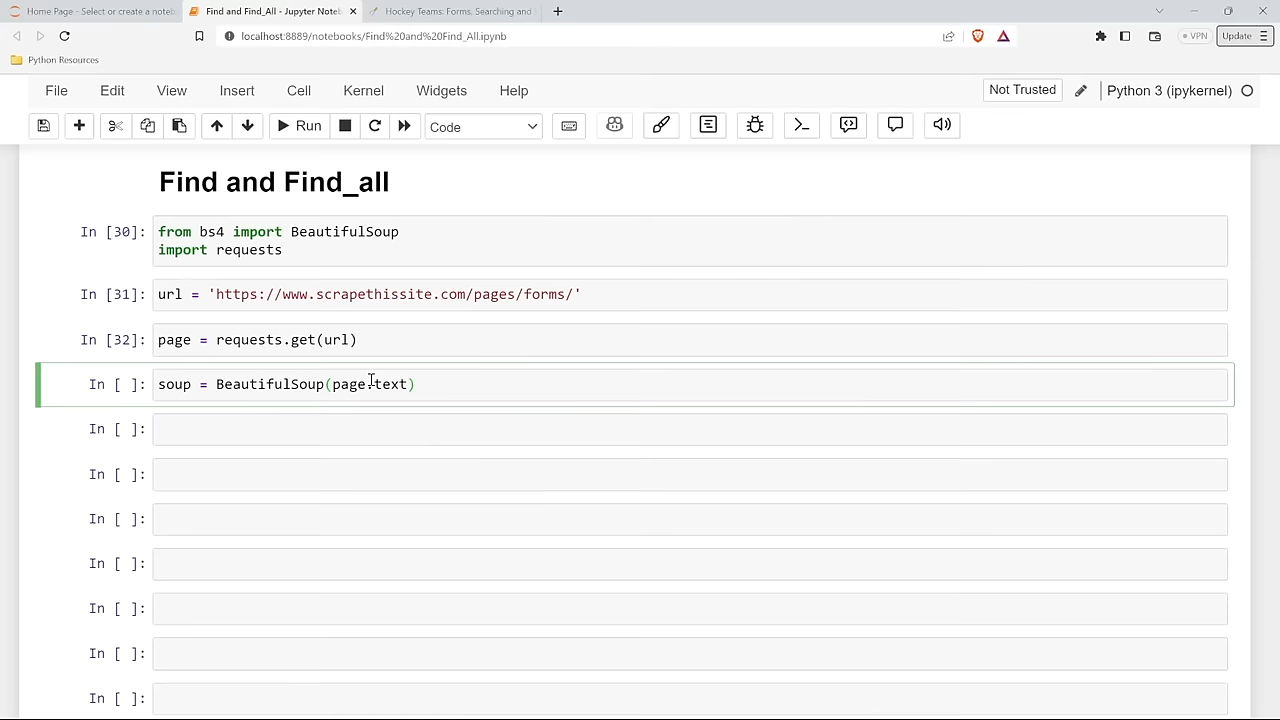 Home Page - Select or create a noteb
Find and Find_All - Jupyter Noteb
Hockey Teams: Forms, Searching and
localhost:8889/notebooks/Find%20and%20Find_All.ipynb
VPN
Update
Python Resources
File
Edit
View
Insert
Cell
Kernel
Widgets
Help
Not Trusted
Python 3 (ipykernel)
Run
Code
Find and Find_all
In [30]:
from bs4 import BeautifulSoup
import requests
In [31]:
url = 'https://www.scrapethissite.com/pages/forms/'
In [32]:
page = requests.get(url)
In [ ]:
soup = BeautifulSoup(page.text)
In [ ]:
In [ ]:
In [ ]:
In [ ]:
In [ ]:
In [ ]:
In [ ]: